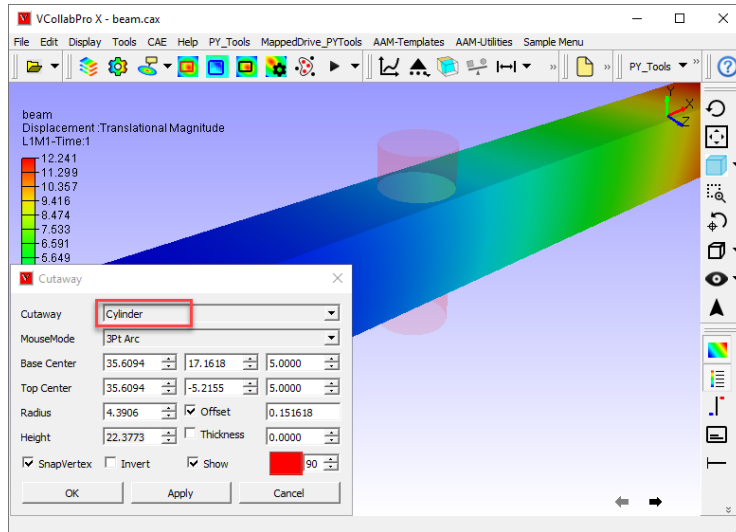 VCollabPro X - beam.cax
File Edit Display Tools CAE Help PY_Tools MappedDrive_PYTools AAM-Templates AAM-Utilities Sample Menu
PY_Tools
beam
Displacement :Translational Magnitude
L1M1-Time:1
12.241
11.299
10.357
9.416
8.474
7.533
6.591
5.649
Y
X
Z
Cutaway
Cutaway Cylinder
MouseMode 3Pt Arc
Base Center 35.6094 17.1618 5.0000
Top Center 35.6094 -5.2155 5.0000
Radius 4.3906 Offset 0.151618
Height 22.3773 Thickness 0.0000
SnapVertex Invert Show 90
OK Apply Cancel